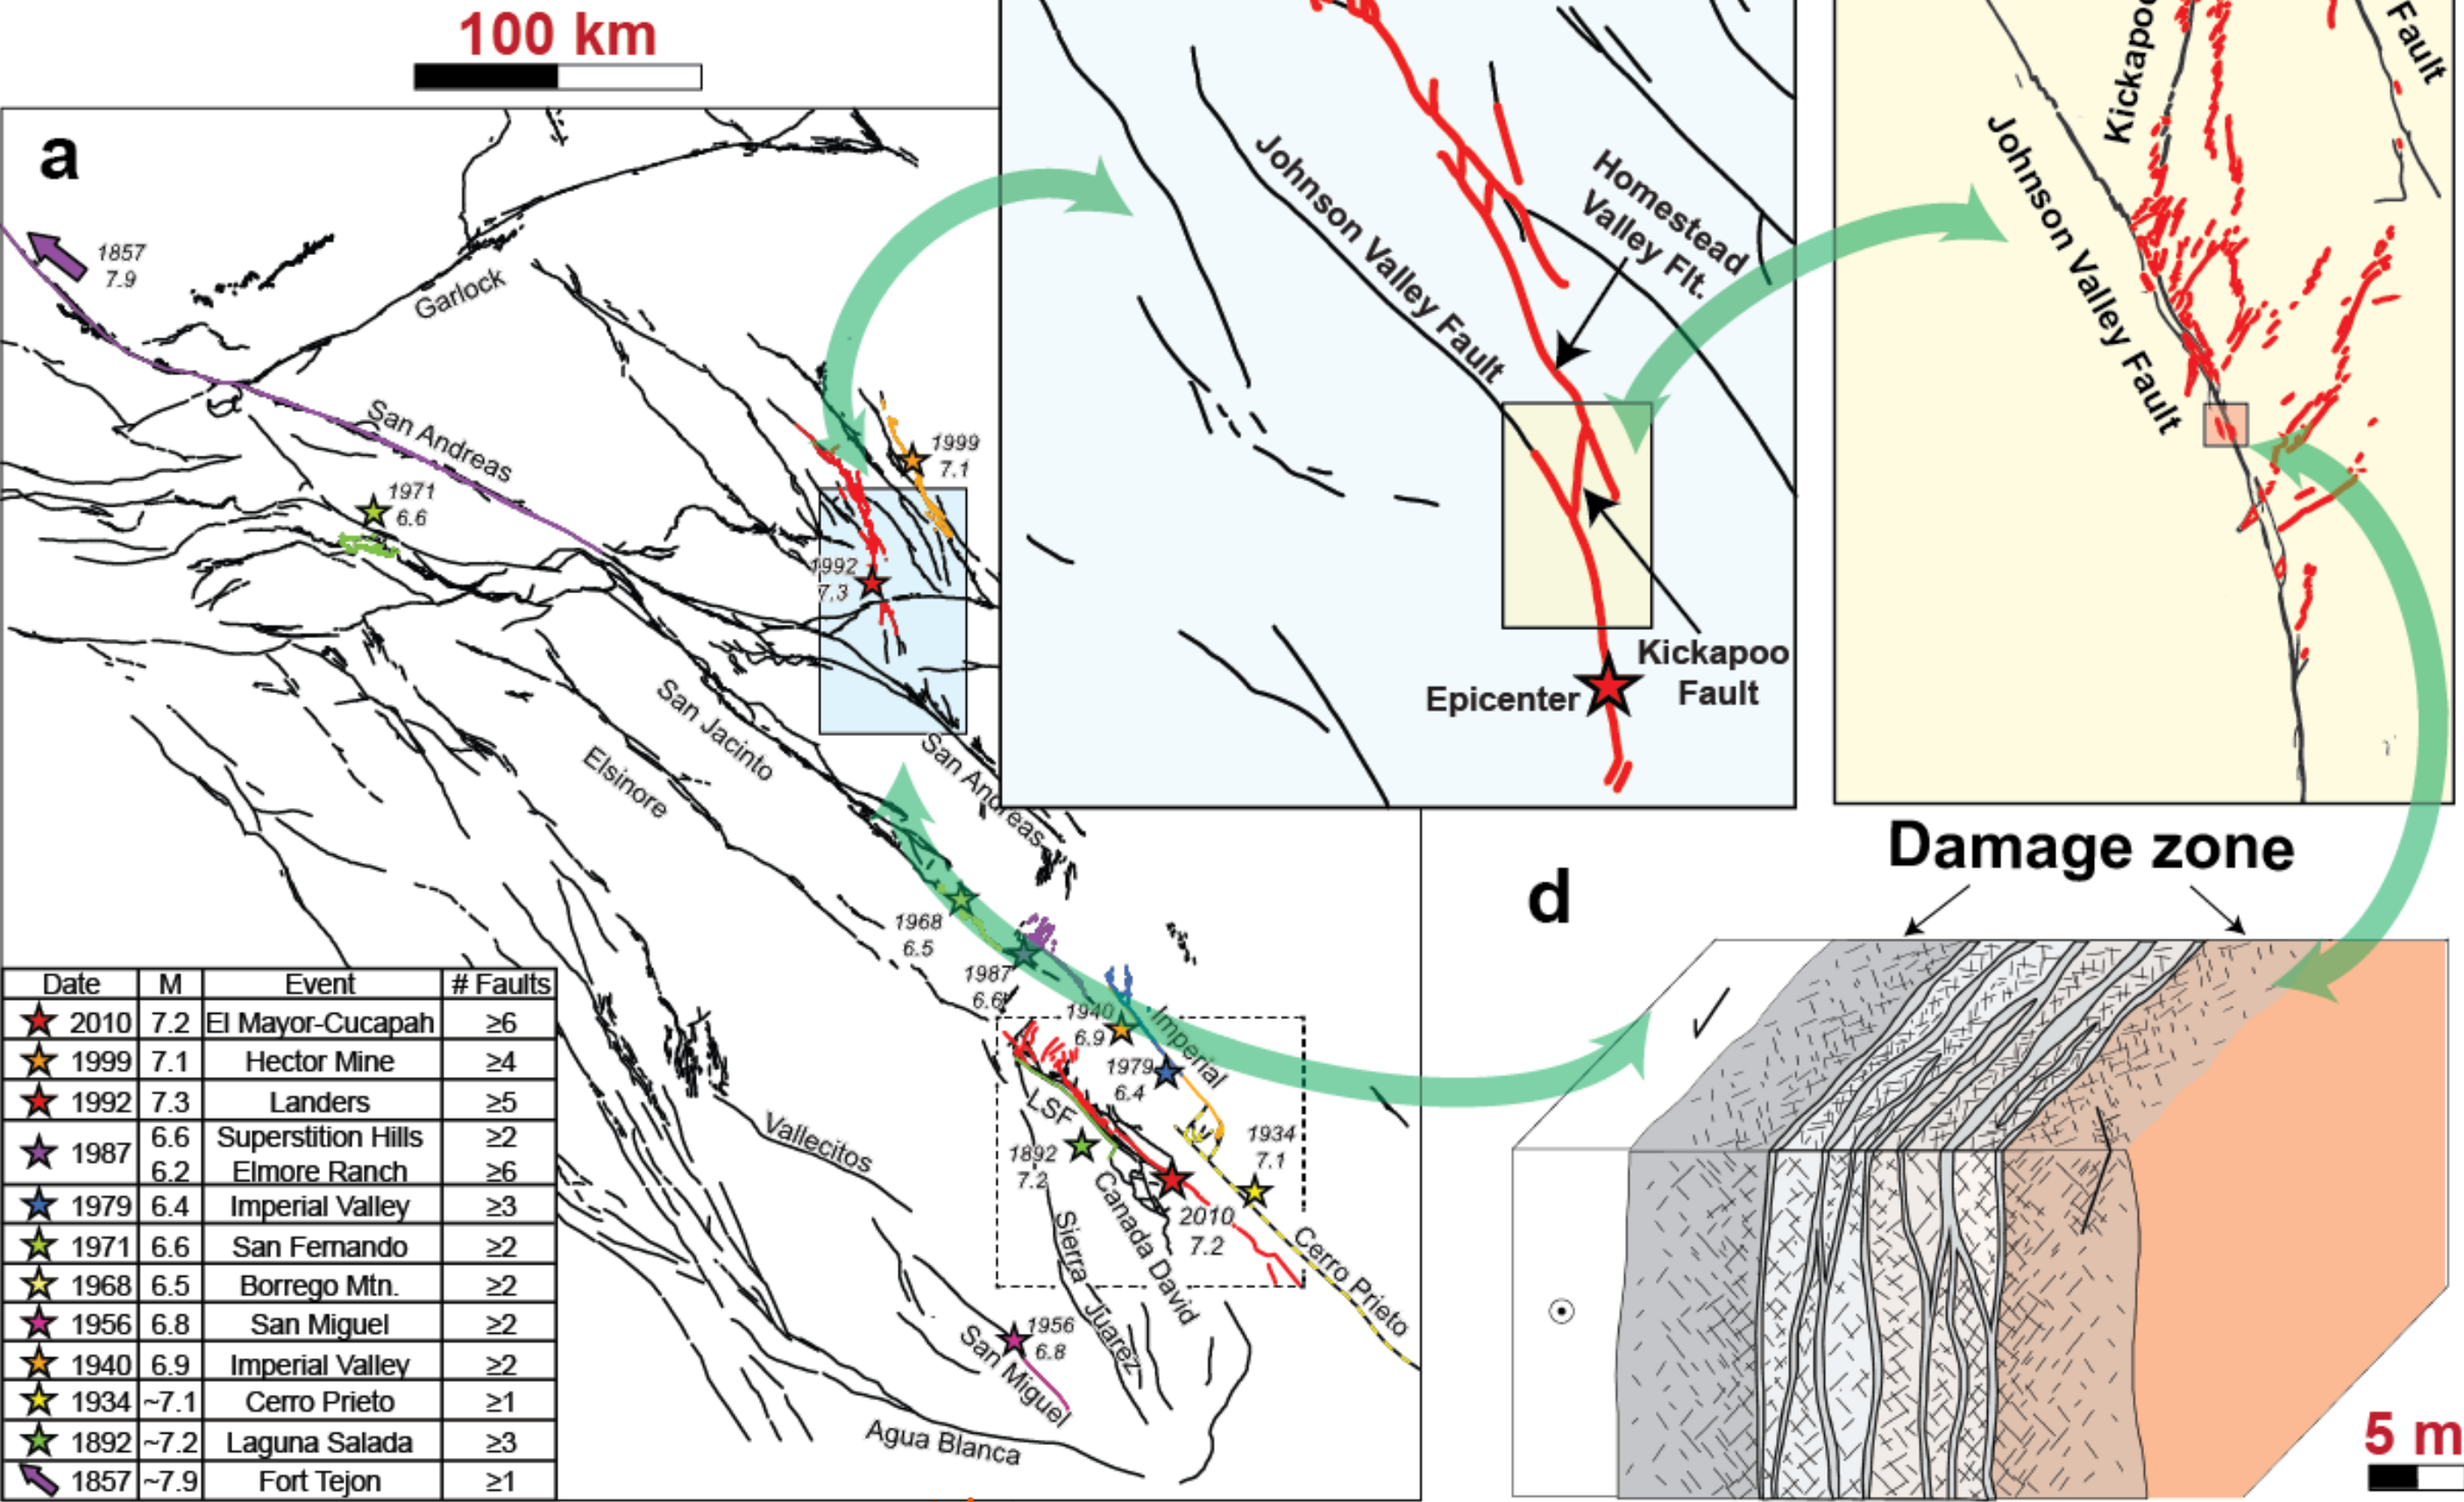 100 km
a
1857
7.9
Garlock
San Andreas
1971
6.6
1999
7.1
1992
7.3
San Jacinto
Elsinore
San Andreas
1968
6.5
1987
6.6
1940
6.9
Imperial
1979
6.4
LSF
1892
7.2
1934
7.1
Vallecitos
Canada David
2010
7.2
Sierra Juarez
Cerro Prieto
1956
6.8
San Miguel
Agua Blanca
Johnson Valley Fault
Homestead
Valley Flt.
Kickapoo
Fault
Epicenter
Kickapoo
Fault
Johnson Valley Fault
Damage zone
d
5 m
Date M Event # Faults
2010 7.2 El Mayor-Cucapah ≥6
1999 7.1 Hector Mine ≥4
1992 7.3 Landers ≥5
1987 6.6 Superstition Hills ≥2
6.2 Elmore Ranch ≥6
1979 6.4 Imperial Valley ≥3
1971 6.6 San Fernando ≥2
1968 6.5 Borrego Mtn. ≥2
1956 6.8 San Miguel ≥2
1940 6.9 Imperial Valley ≥2
1934 ~7.1 Cerro Prieto ≥1
1892 ~7.2 Laguna Salada ≥3
1857 ~7.9 Fort Tejon ≥1